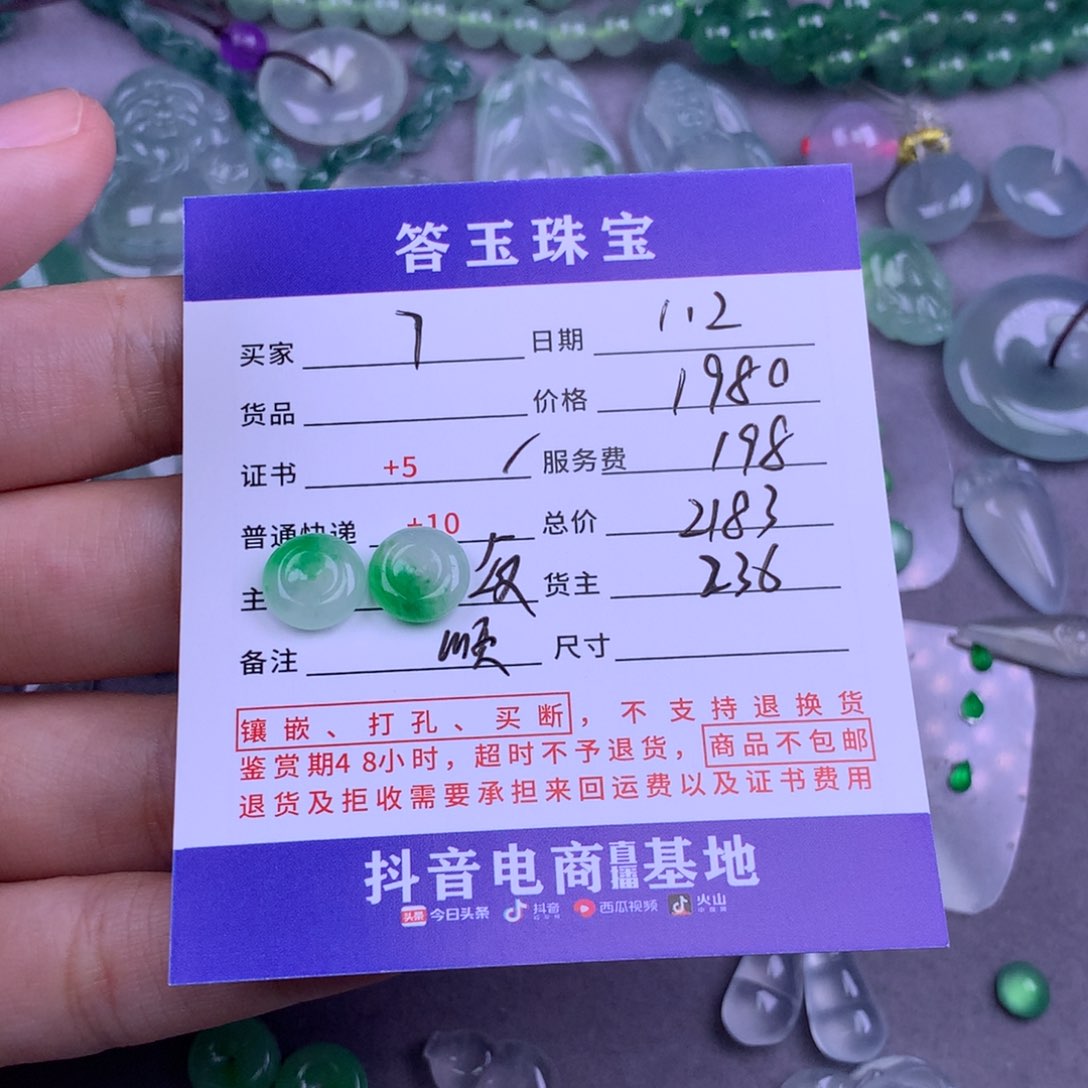 答玉珠宝
买家 7 日期 1.2
货品 价格 1980
证书 +5 / 服务费 198
普通快递 +10 总价 2183
主 货主 236
备注 顺 尺寸
镶嵌、打孔、买断，不支持退换货
鉴赏期48小时，超时不予退货，商品不包邮
退货及拒收需要承担来回运费以及证书费用
抖音电商直播基地
头条 今日头条 抖音 西瓜视频 火山